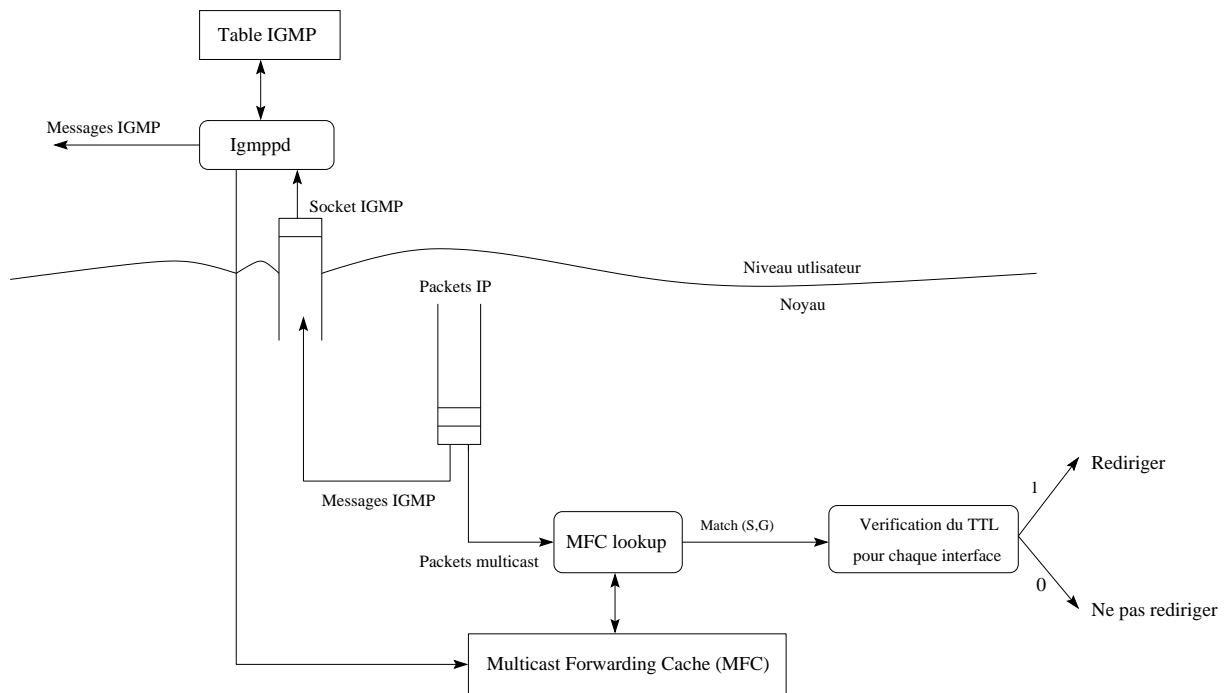 Table IGMP
Messages IGMP
Igmppd
Socket IGMP
Niveau utlisateur
Packets IP
Noyau
Rediriger
1
Messages IGMP
Match (S,G)
Verification du TTL
MFC lookup
pour chaque interface
Packets multicast
0
Ne pas rediriger
Multicast Forwarding Cache (MFC)